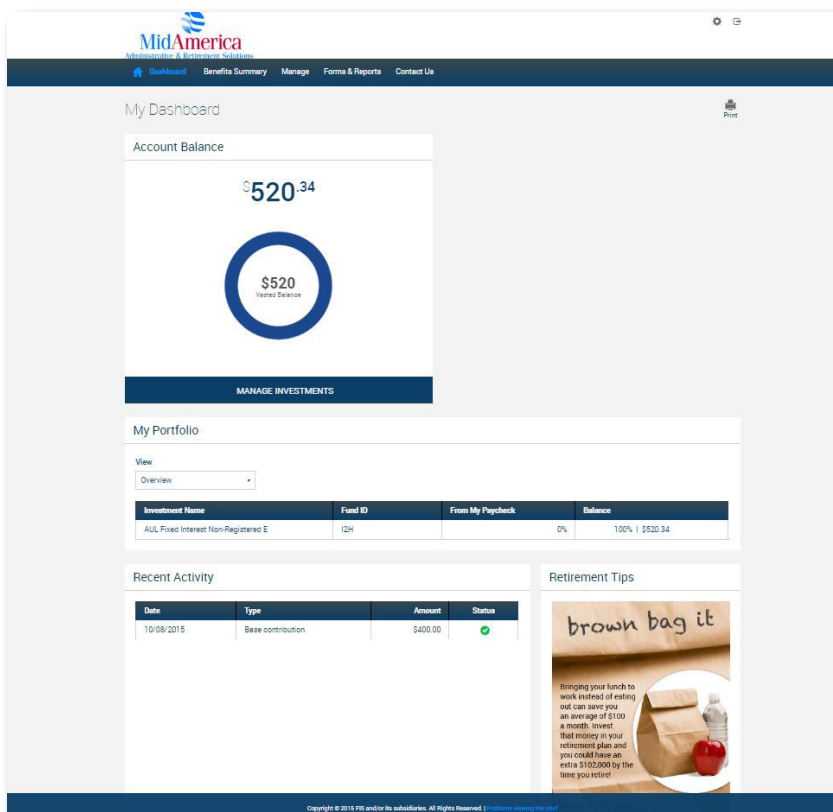 MidAmerica
Administrative & Retirement Solutions
Dashboard Benefits Summary Manage Forms & Reports Contact Us
My Dashboard
Print
Account Balance
$520.34
$520
Vested Balance
MANAGE INVESTMENTS
My Portfolio
View
Overview
Investment Name Fund ID From My Paycheck Balance
AUL Fixed Interest Non-Registered E I2H 0% 100% | $520.34
Recent Activity
Date Type Amount Status
10/08/2015 Base contribution $400.00
Retirement Tips
brown bag it
Bringing your lunch to
work instead of eating
out can save you
an average of $100
a month. Invest
that money in your
retirement plan and
you could have an
extra $102,000 by the
time you retire!
Copyright © 2015 FIS and/or its subsidiaries. All Rights Reserved. | Problems viewing the site?